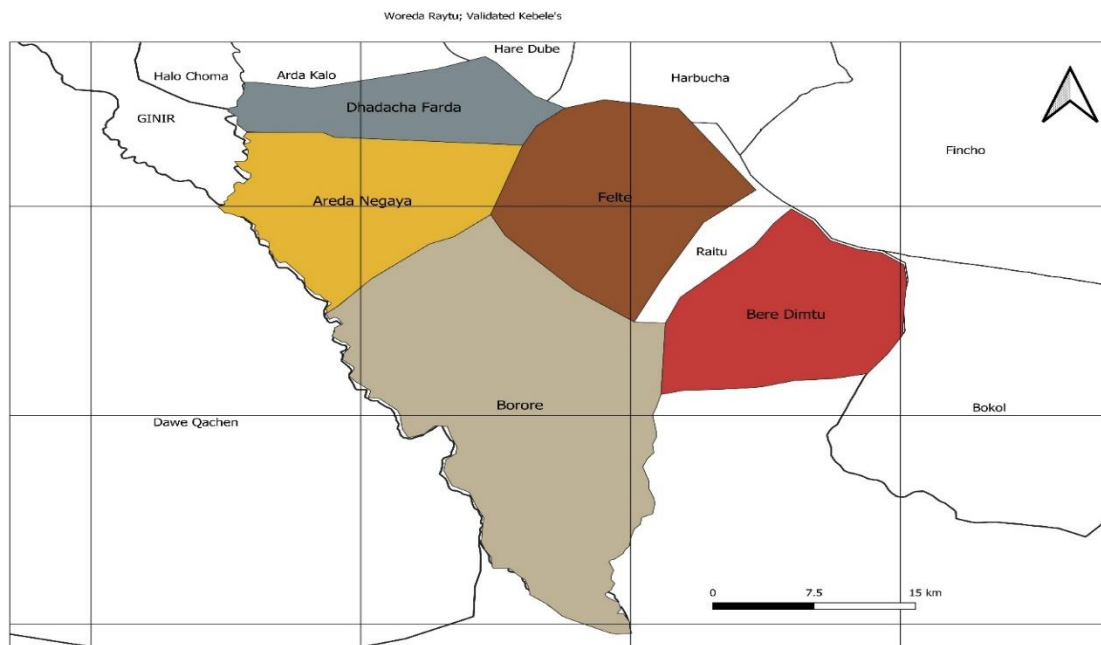 Woreda Raytu; Validated Kebele's
Hare Dube
Halo Choma
Arda Kalo
Harbucha
Dhadacha Farda
GINIR
Fincho
Areda Negaya
Felte
Raitu
Bere Dimtu
Borore
Bokol
Dawe Qachen
0 7.5 15 km